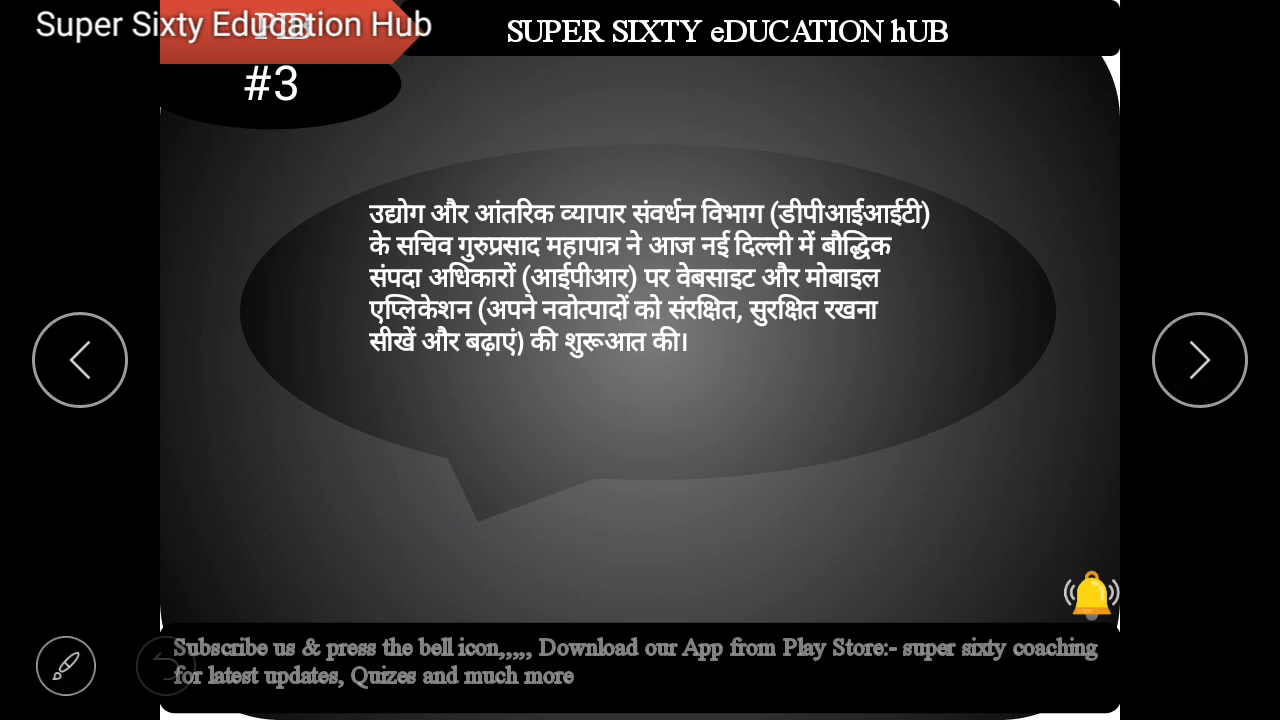 Super Sixty Education Hub
PIB
SUPER SIXTY eDUCATION hUB
#3
उद्योग और आंतरिक व्यापार संवर्धन विभाग (डीपीआईआईटी)
के सचिव गुरुप्रसाद महापात्र ने आज नई दिल्ली में बौद्धिक
संपदा अधिकारों (आईपीआर) पर वेबसाइट और मोबाइल
एप्लिकेशन (अपने नवोत्पादों को संरक्षित, सुरक्षित रखना
सीखें और बढ़ाएं) की शुरूआत की।
Subscribe us & press the bell icon,,,,, Download our App from Play Store:- super sixty coaching
for latest updates, Quizes and much more